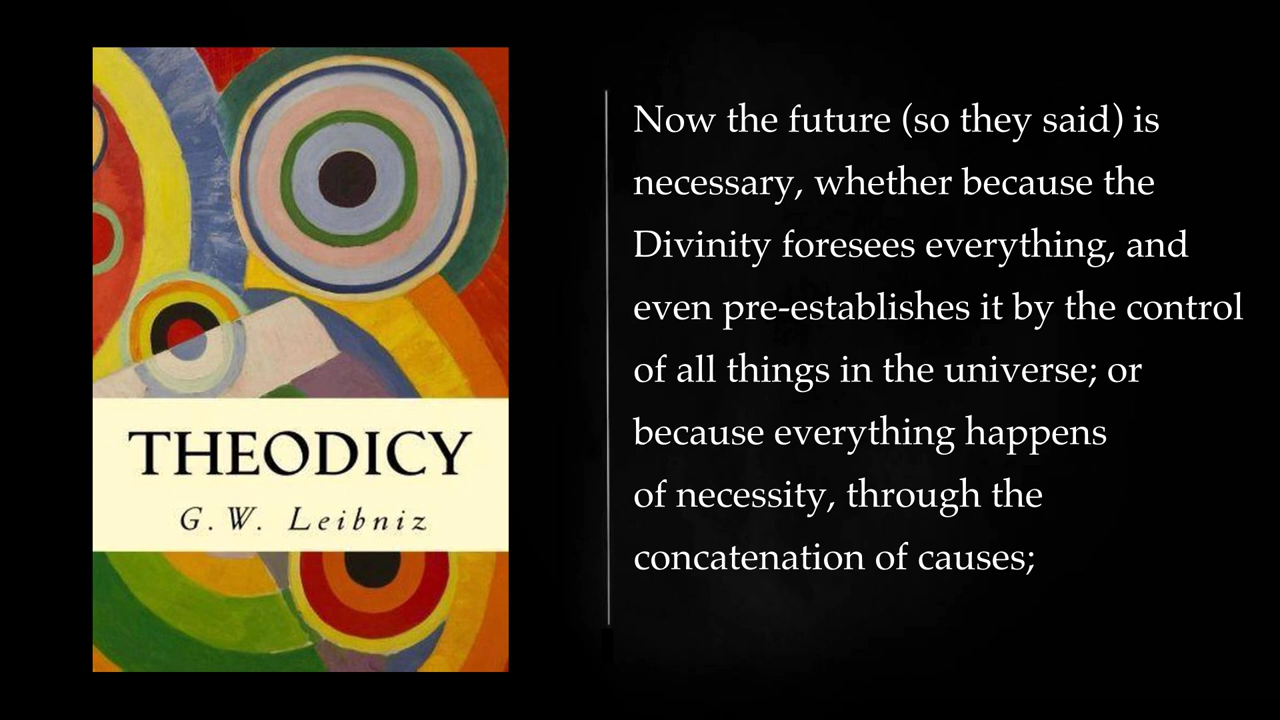 THEODICY
G. W. Leibniz
Now the future (so they said) is
necessary, whether because the
Divinity foresees everything, and
even pre-establishes it by the control
of all things in the universe; or
because everything happens
of necessity, through the
concatenation of causes;